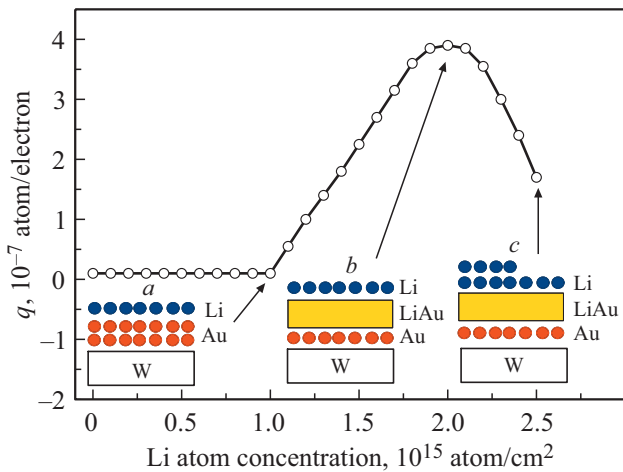 4
3
2
1
0
−1
−2
q, 10⁻⁷ atom/electron
a
Li
Au
W
b
Li
LiAu
Au
W
c
Li
LiAu
Au
W
0 0.5 1.0 1.5 2.0 2.5
Li atom concentration, 10¹⁵ atom/cm²